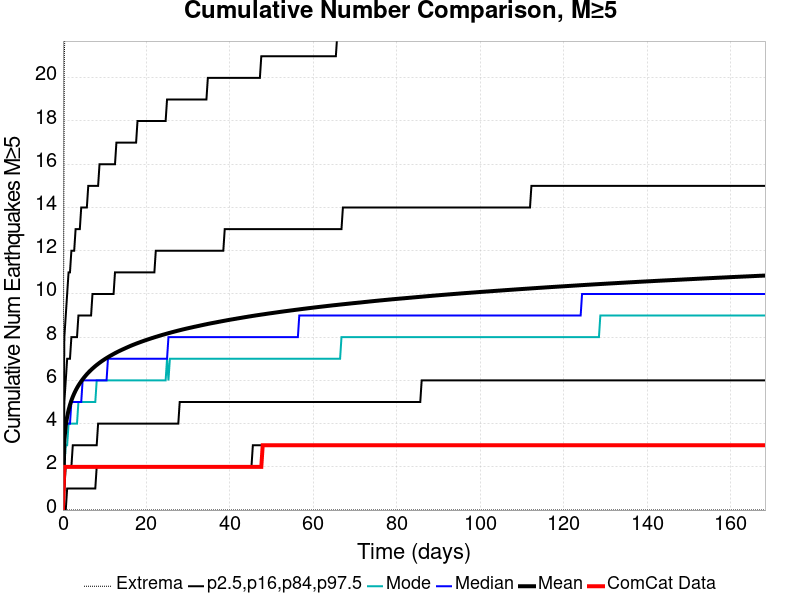 Cumulative Number Comparison, M≥5
Cumulative Num Earthquakes M≥5
20
18
16
14
12
10
8
6
4
2
0
0 20 40 60 80 100 120 140 160
Time (days)
Extrema p2.5,p16,p84,p97.5 Mode Median Mean ComCat Data